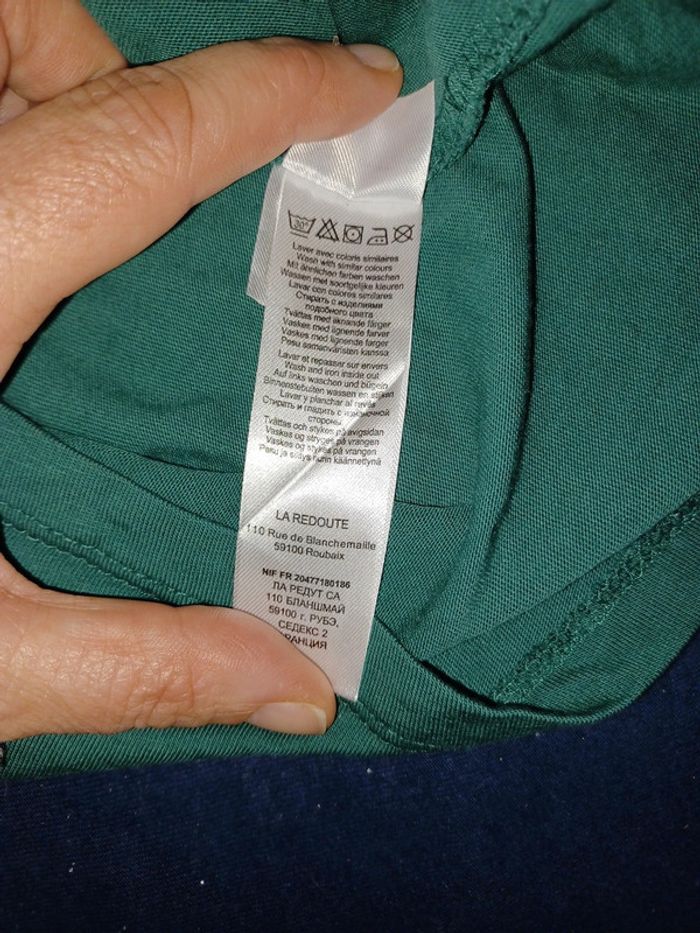 30°
Laver avec coloris similaires
Wash with similar colours
Mit ähnlichen farben waschen
Wassen met soortgelijke kleuren
Lavar con colores similares
Стирать с изделиями
подобного цвета
Tvättas med liknande färger
Vaskes med lignende farver
Vaskes med lignende farger
Pesu samanväristen kanssa
Laver et repasser sur envers
Wash and iron inside out
Auf links waschen und bügeln
Binnenstebuiten wassen en
Lavar y planchar al revés
Стирать и гладить с изнаночной
стороны
Tvättas och stykes på avigsidan
Vaskes og stryges på vrangen
Vaskes og stykes på vrangen
Pesu ja nurin käännettynä
LA REDOUTE
110 Rue de Blanchemaille
59100 Roubaix
NIF FR 20477180186
ЛА РЕДУТ СА
110 БЛАНШМАЙ
59100 г. РУБЭ,
СЕДЕКС 2
ФРАНЦИЯ